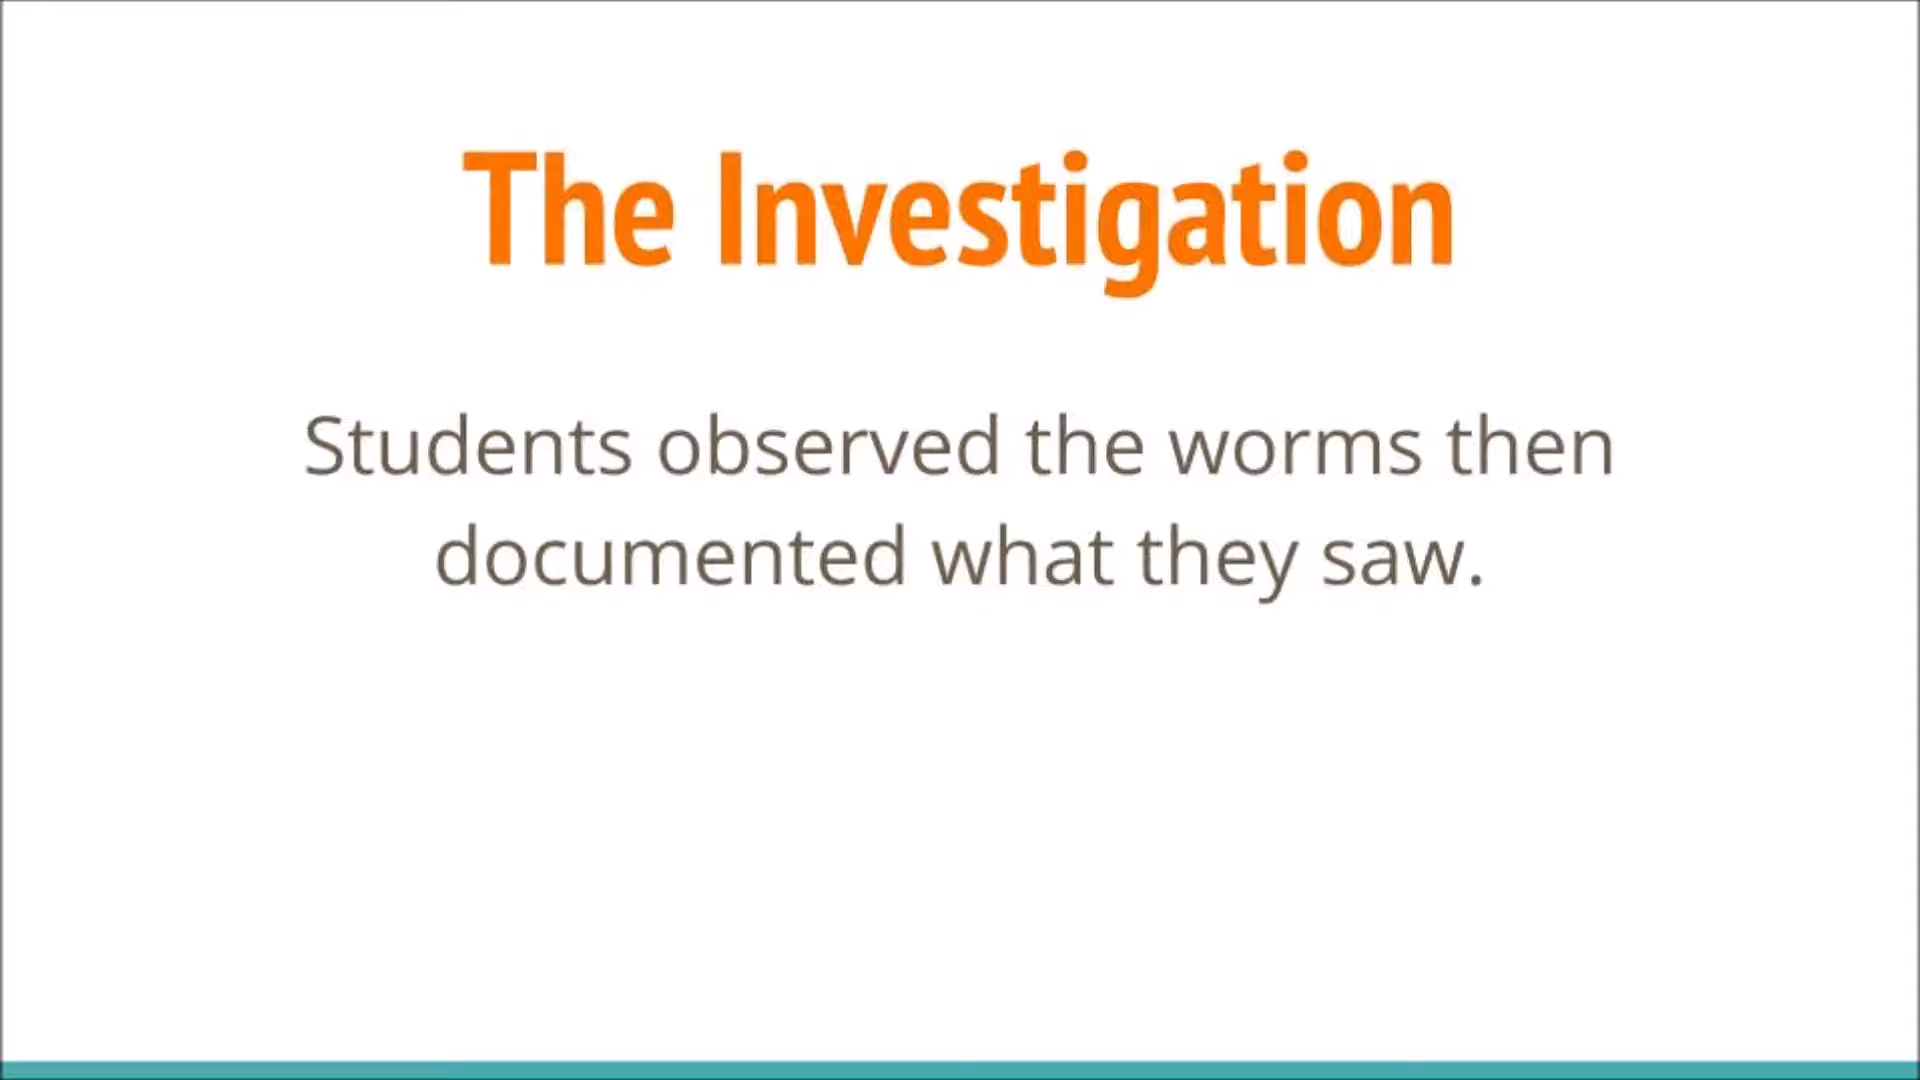 The Investigation
Students observed the worms then
documented what they saw.